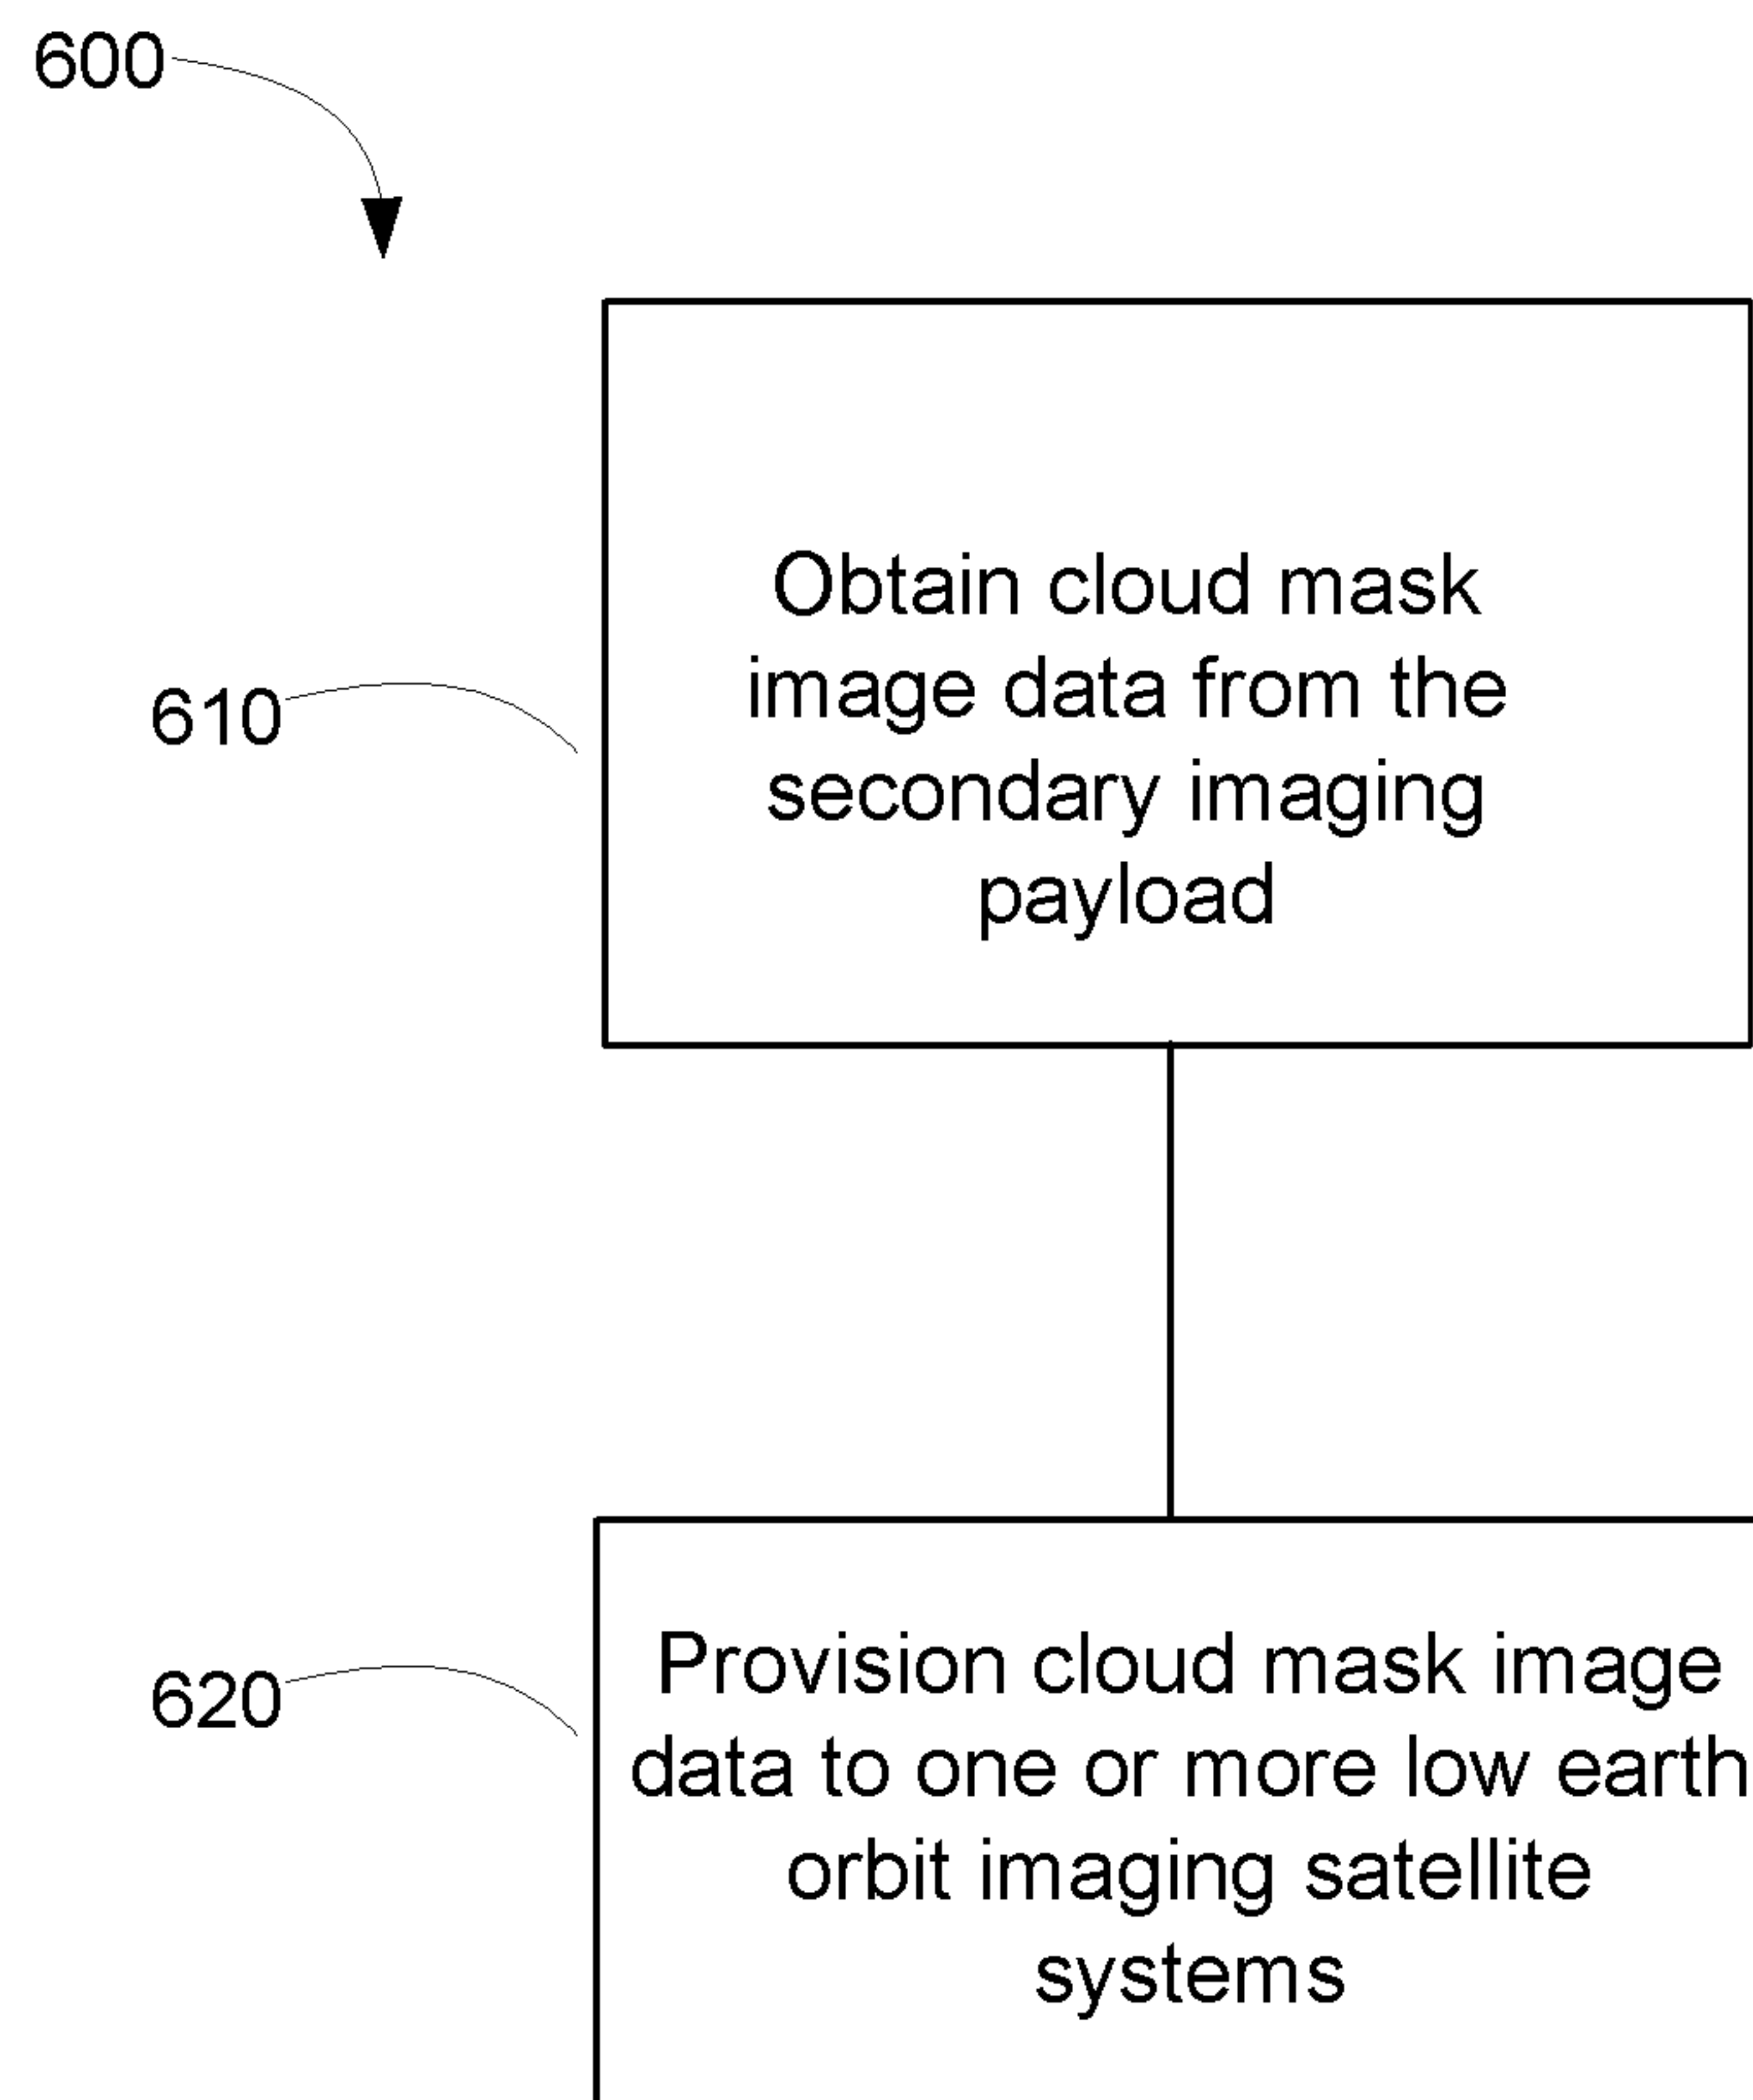 600
Obtain cloud mask
image data from the
secondary imaging
payload
610
Provision cloud mask image
data to one or more low earth
orbit imaging satellite
systems
620